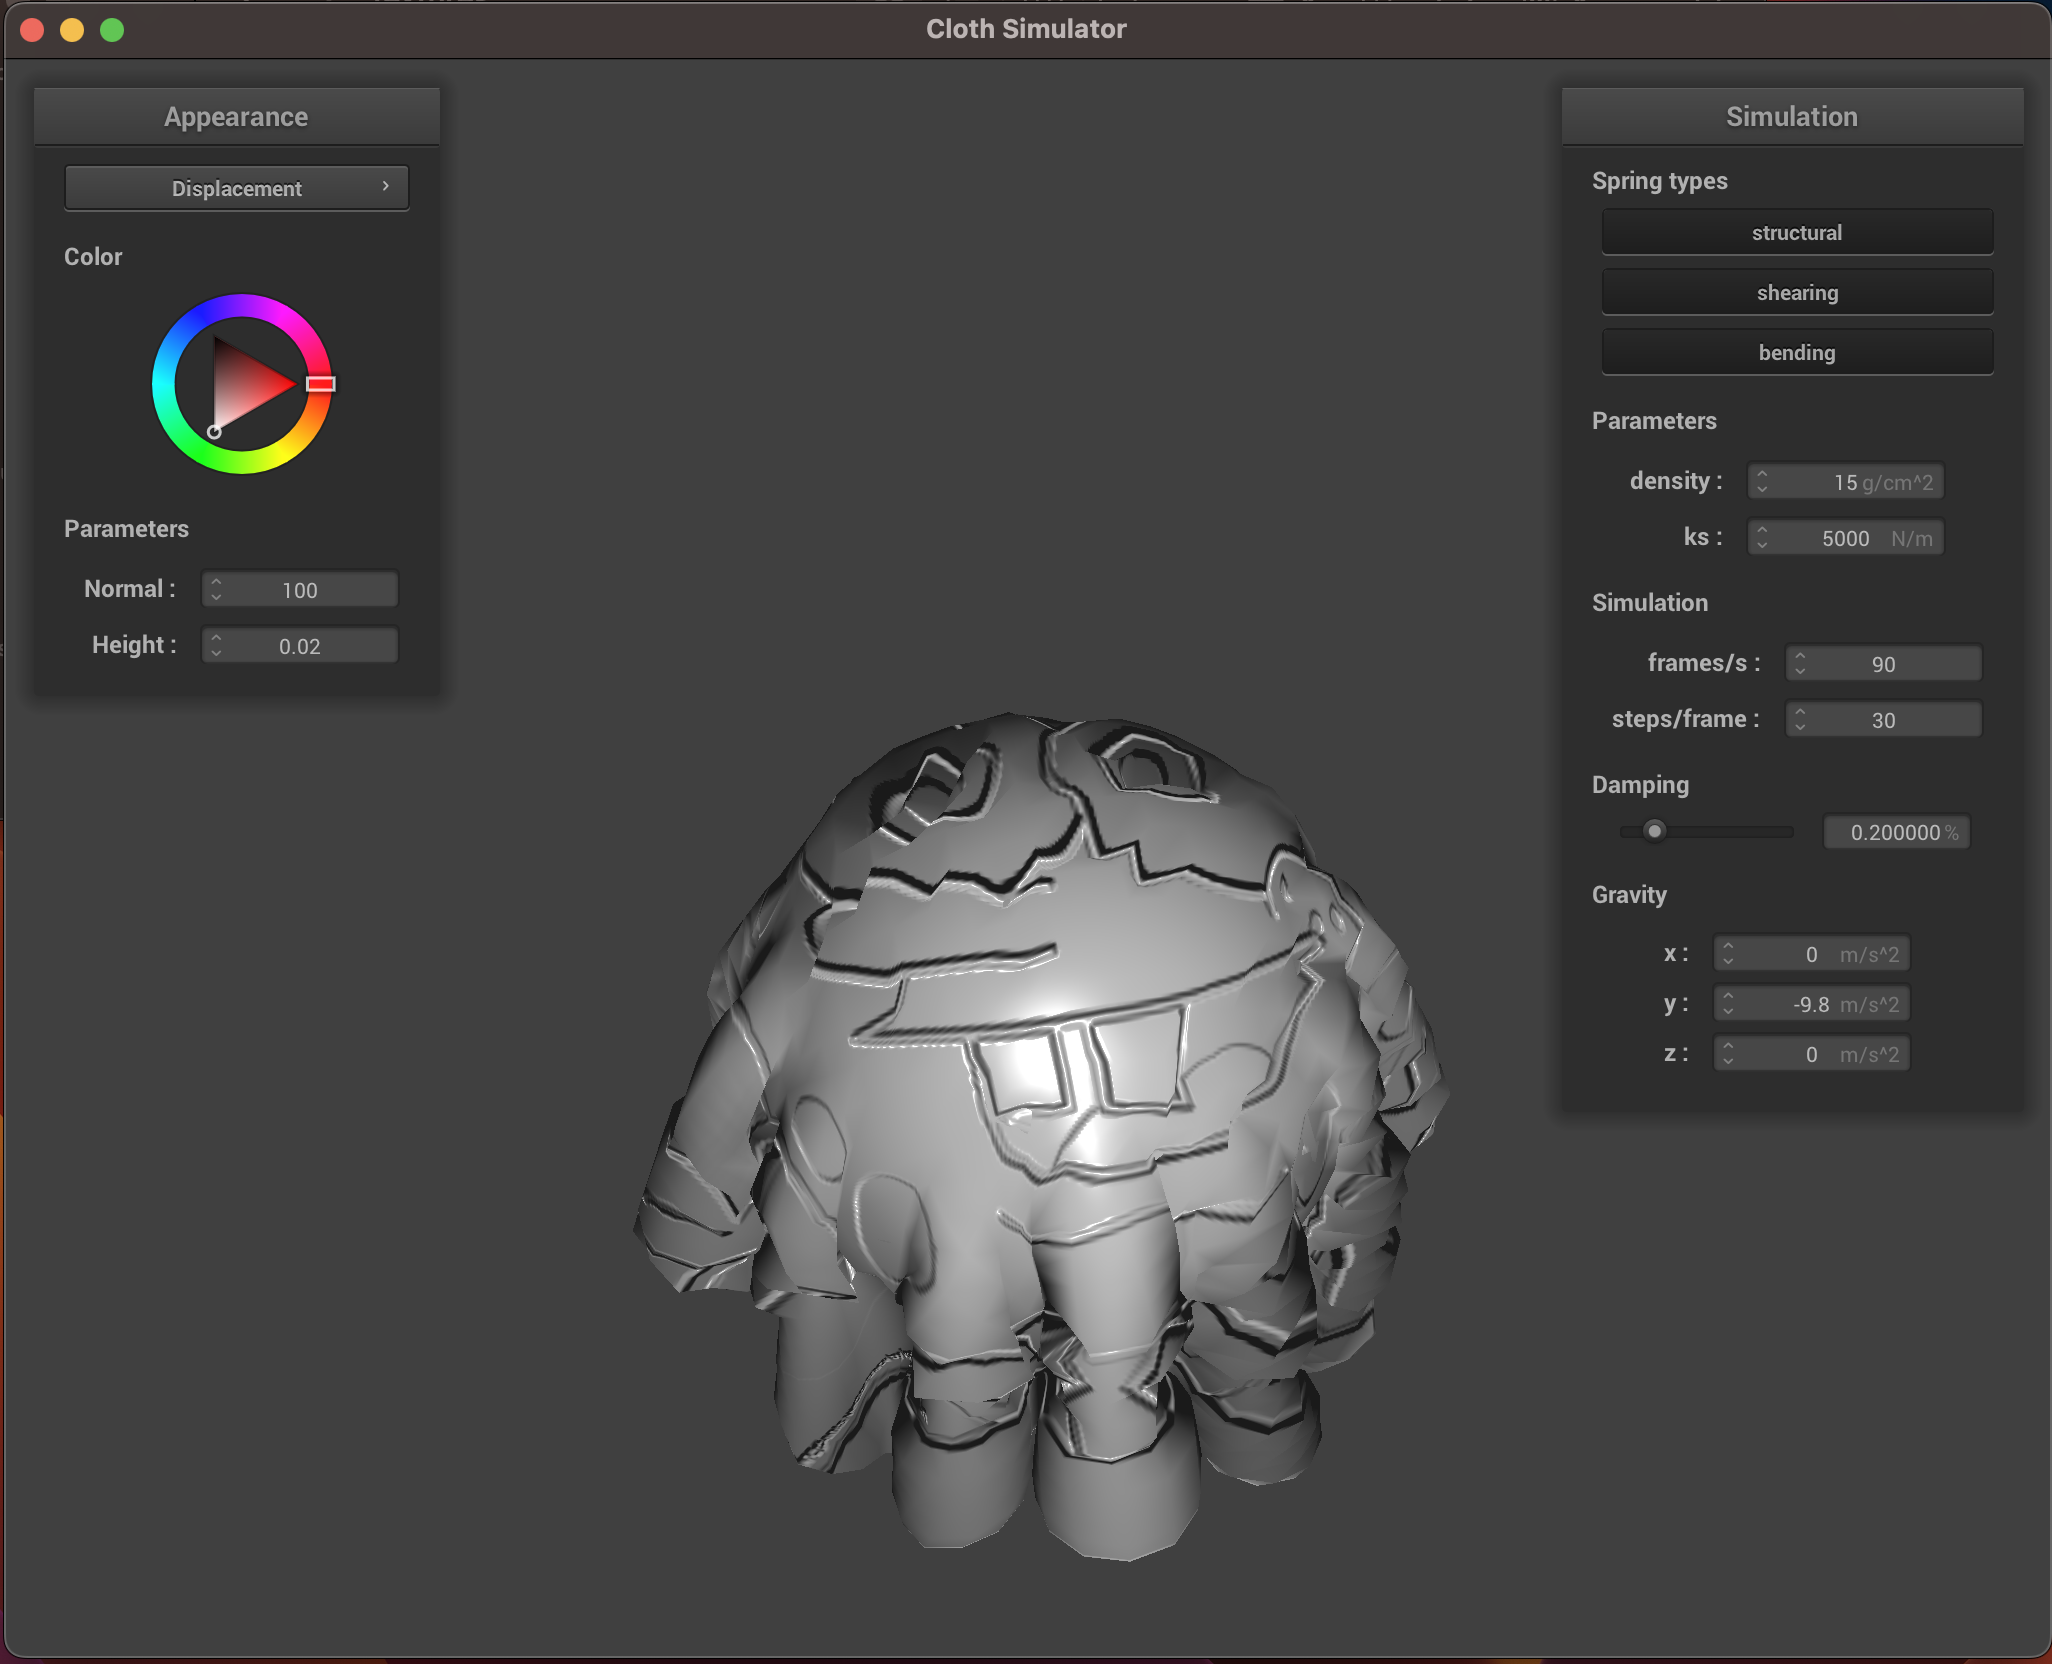 Cloth Simulator
Appearance
Displacement
Color
Parameters
Normal : 100
Height : 0.02
Simulation
Spring types
structural
shearing
bending
Parameters
density : 15 g/cm^2
ks : 5000 N/m
Simulation
frames/s : 90
steps/frame : 30
Damping
0.200000 %
Gravity
x : 0 m/s^2
y : -9.8 m/s^2
z : 0 m/s^2